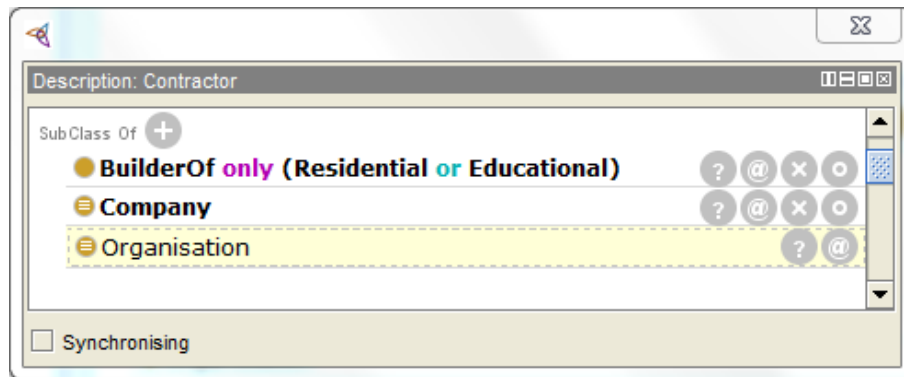 Description: Contractor
SubClass Of
BuilderOf only (Residential or Educational)
? @
Company
? @
Organisation
? @
Synchronising